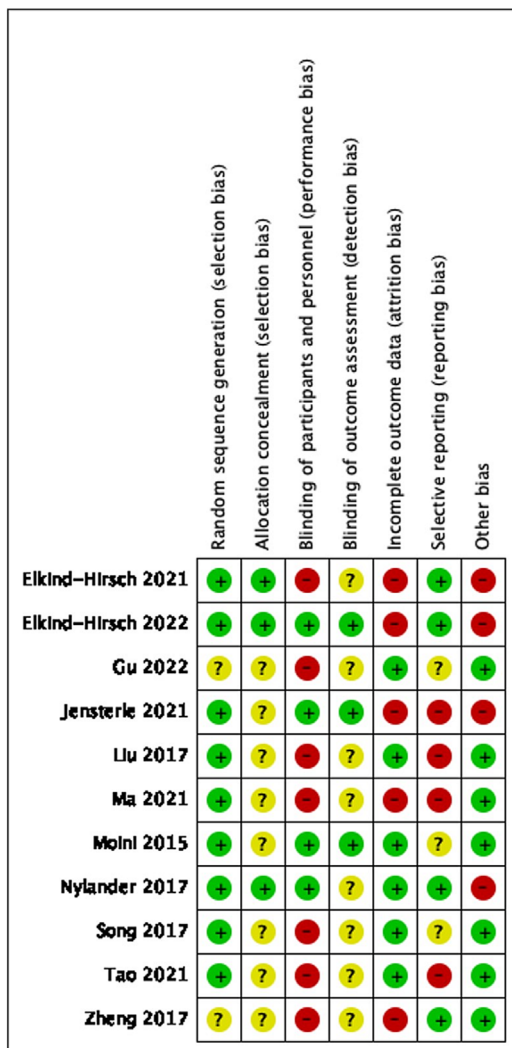 Random sequence generation (selection bias)
Allocation concealment (selection bias)
Blinding of participants and personnel (performance bias)
Blinding of outcome assessment (detection bias)
Incomplete outcome data (attrition bias)
Selective reporting (reporting bias)
Other bias
Elkind-Hirsch 2021 + + - ? - + -
Elkind-Hirsch 2022 + + + + - + -
Gu 2022 ? ? - ? + ? +
Jensterle 2021 + ? + + - - -
Liu 2017 + ? - ? + - +
Ma 2021 + ? - ? - - +
Moini 2015 + ? + + + ? +
Nylander 2017 + + + ? + + -
Song 2017 + ? - ? + ? +
Tao 2021 + ? - ? + - +
Zheng 2017 ? ? - ? - + +